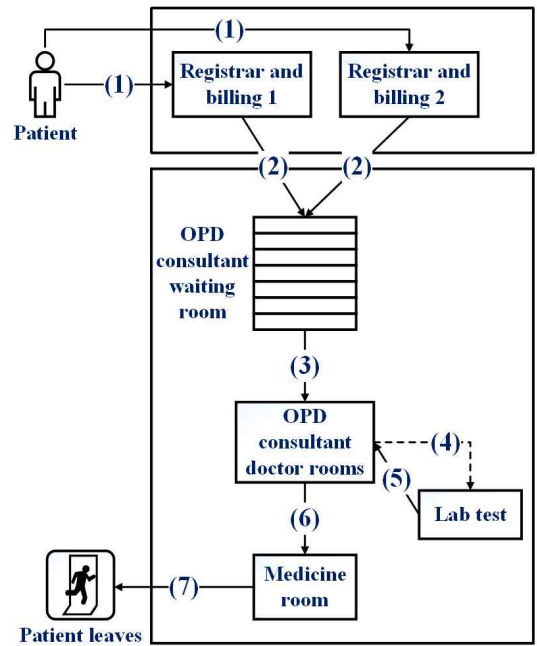 (1)
Patient
(1)
Registrar and
billing 1
Registrar and
billing 2
(2)
(2)
OPD
consultant
waiting
room
(3)
OPD
consultant
doctor rooms
(4)
(5)
Lab test
(6)
Medicine
room
(7)
Patient leaves